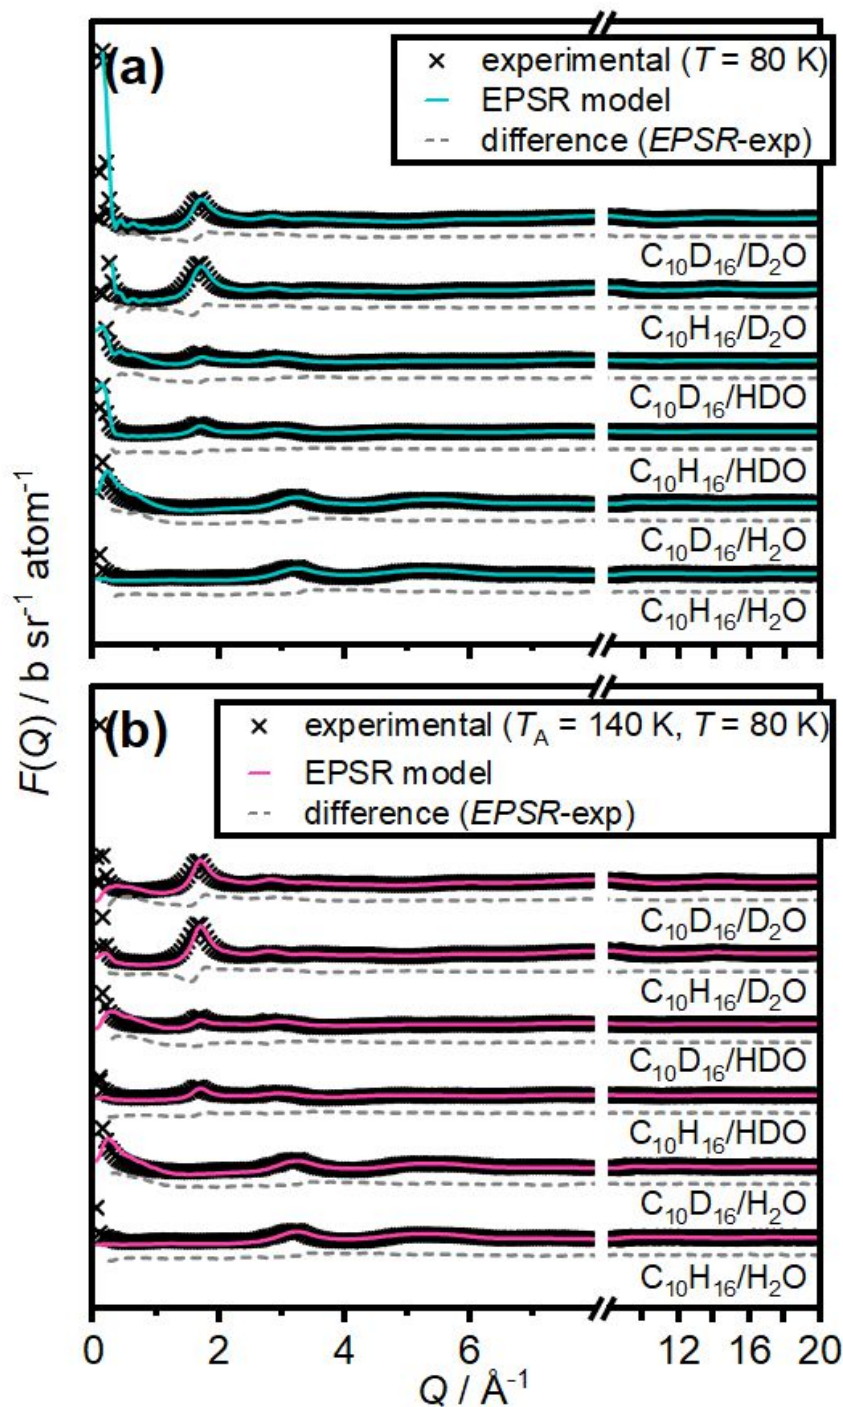 (a)
× experimental (T = 80 K)
EPSR model
difference (EPSR-exp)
C₁₀D₁₆/D₂O
C₁₀H₁₆/D₂O
C₁₀D₁₆/HDO
C₁₀H₁₆/HDO
C₁₀D₁₆/H₂O
C₁₀H₁₆/H₂O
F(Q) / b sr⁻¹ atom⁻¹
(b)
× experimental (T_A = 140 K, T = 80 K)
EPSR model
difference (EPSR-exp)
C₁₀D₁₆/D₂O
C₁₀H₁₆/D₂O
C₁₀D₁₆/HDO
C₁₀H₁₆/HDO
C₁₀D₁₆/H₂O
C₁₀H₁₆/H₂O
0 2 4 6 12 16 20
Q / Å⁻¹